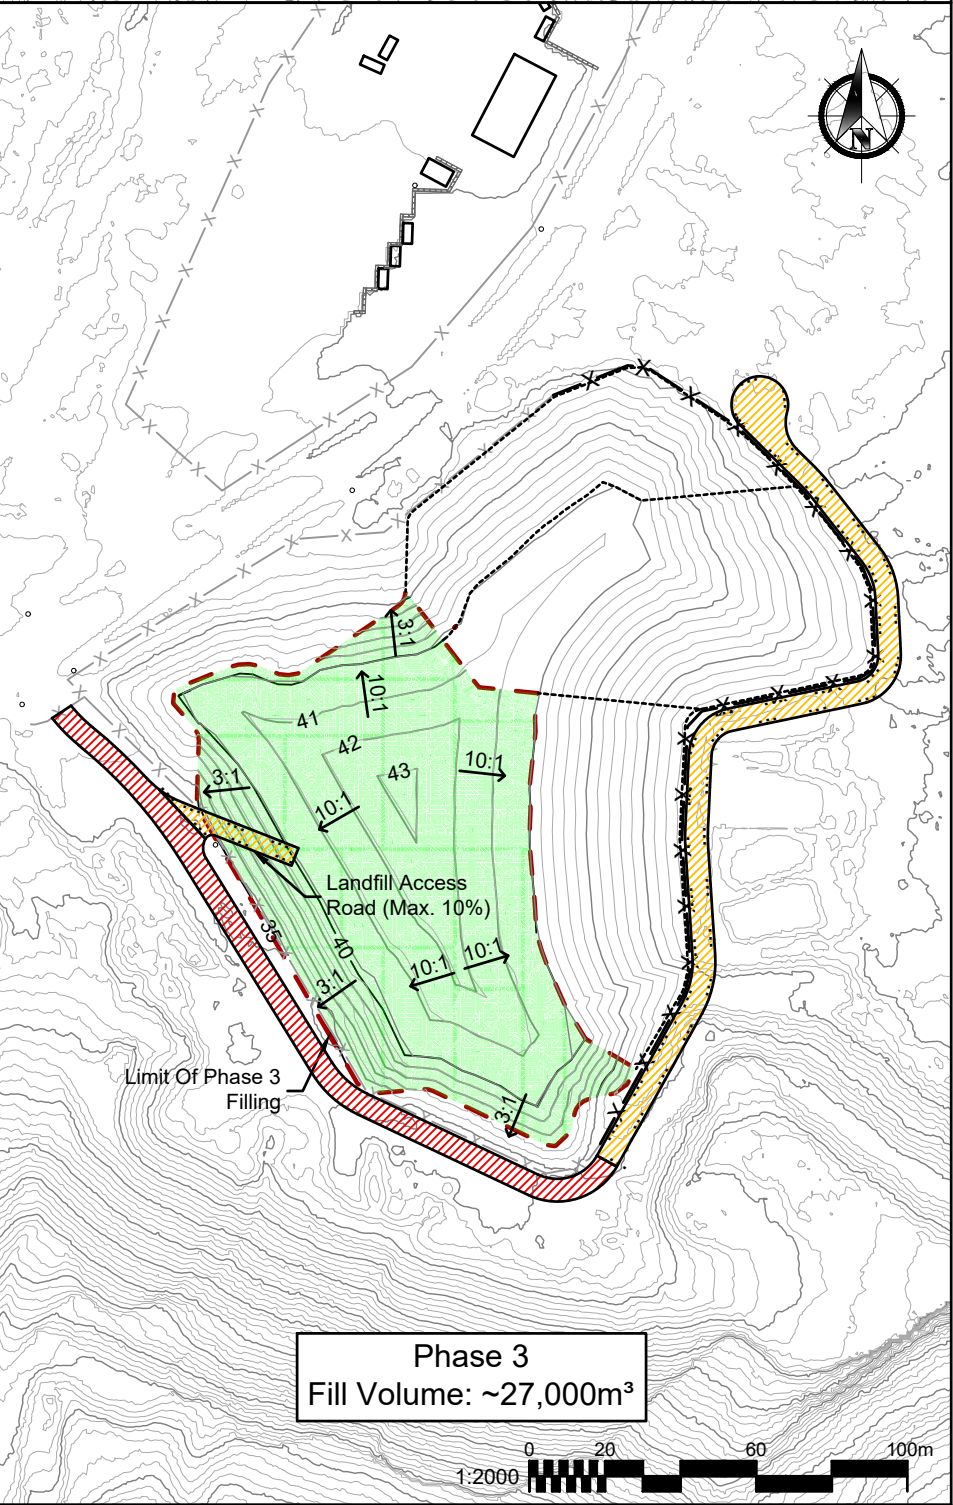 N
3:1
10:1
41
42
43
10:1
3:1
10:1
Landfill Access
Road (Max. 10%)
35
40
10:1
10:1
3:1
Limit Of Phase 3
Filling
3:1
Phase 3
Fill Volume: ~27,000m³
0 20 60 100m
1:2000